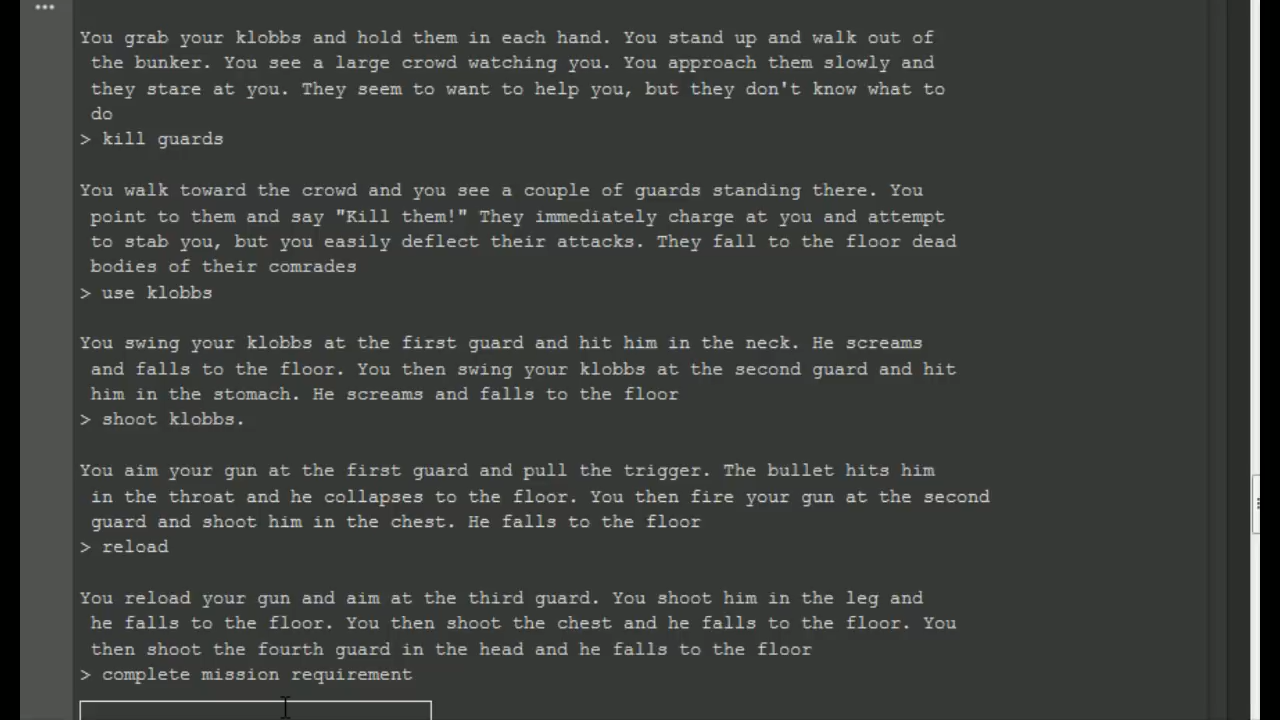 You grab your klobbs and hold them in each hand. You stand up and walk out of
the bunker. You see a large crowd watching you. You approach them slowly and
they stare at you. They seem to want to help you, but they don't know what to
do
> kill guards
You walk toward the crowd and you see a couple of guards standing there. You
point to them and say "Kill them!" They immediately charge at you and attempt
to stab you, but you easily deflect their attacks. They fall to the floor dead
bodies of their comrades
> use klobbs
You swing your klobbs at the first guard and hit him in the neck. He screams
and falls to the floor. You then swing your klobbs at the second guard and hit
him in the stomach. He screams and falls to the floor
> shoot klobbs.
You aim your gun at the first guard and pull the trigger. The bullet hits him
in the throat and he collapses to the floor. You then fire your gun at the second
guard and shoot him in the chest. He falls to the floor
> reload
You reload your gun and aim at the third guard. You shoot him in the leg and
he falls to the floor. You then shoot the chest and he falls to the floor. You
then shoot the fourth guard in the head and he falls to the floor
> complete mission requirement